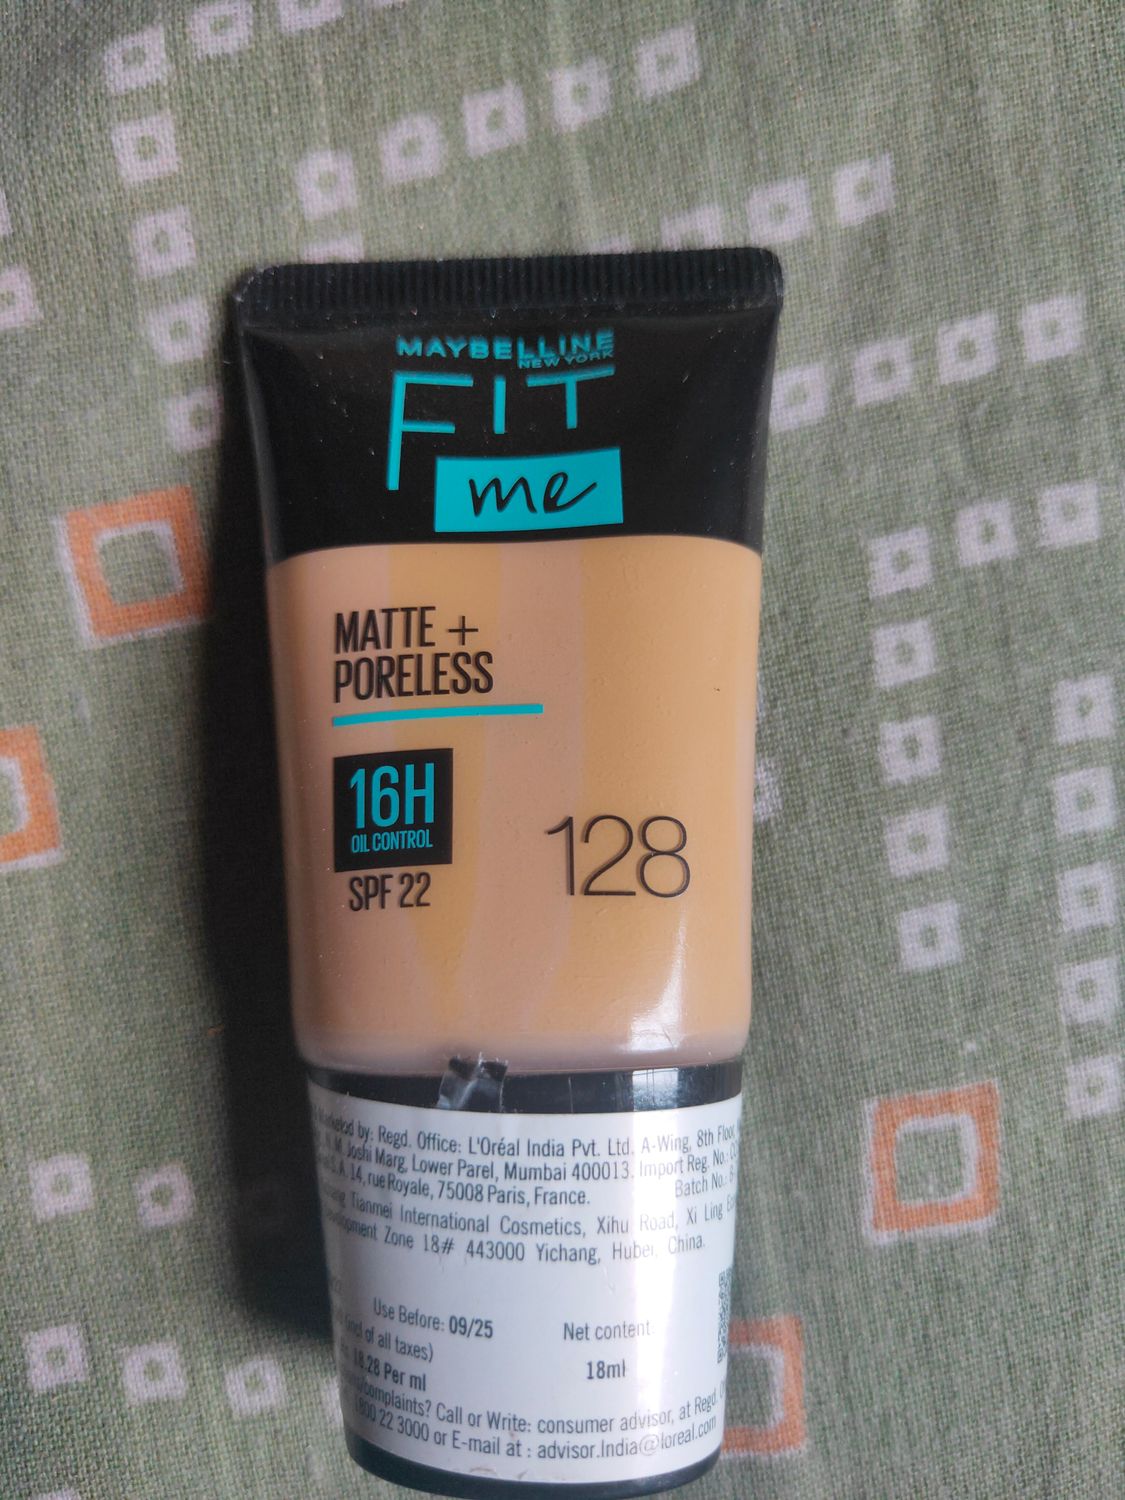 MAYBELLINE
NEW YORK
FIT
me
MATTE +
PORELESS
16H
OIL CONTROL
SPF 22
128
by: Regd. Office: L'Oréal India Pvt. Ltd. A-Wing, 8th Floor,
N.M. Joshi Marg, Lower Parel, Mumbai 400013. Import Reg. No.:
S.A. 14, rue Royale, 75008 Paris, France. Batch No.:
Tianmei International Cosmetics, Xihu Road, Xi Ling
Zone 18# 443000 Yichang, Hubei, China.
Use Before: 09/25 Net content:
of all taxes)
18.28 Per ml 18ml
complaints? Call or Write: consumer advisor, at Regd.
22 3000 or E-mail at : advisor.India@loreal.com